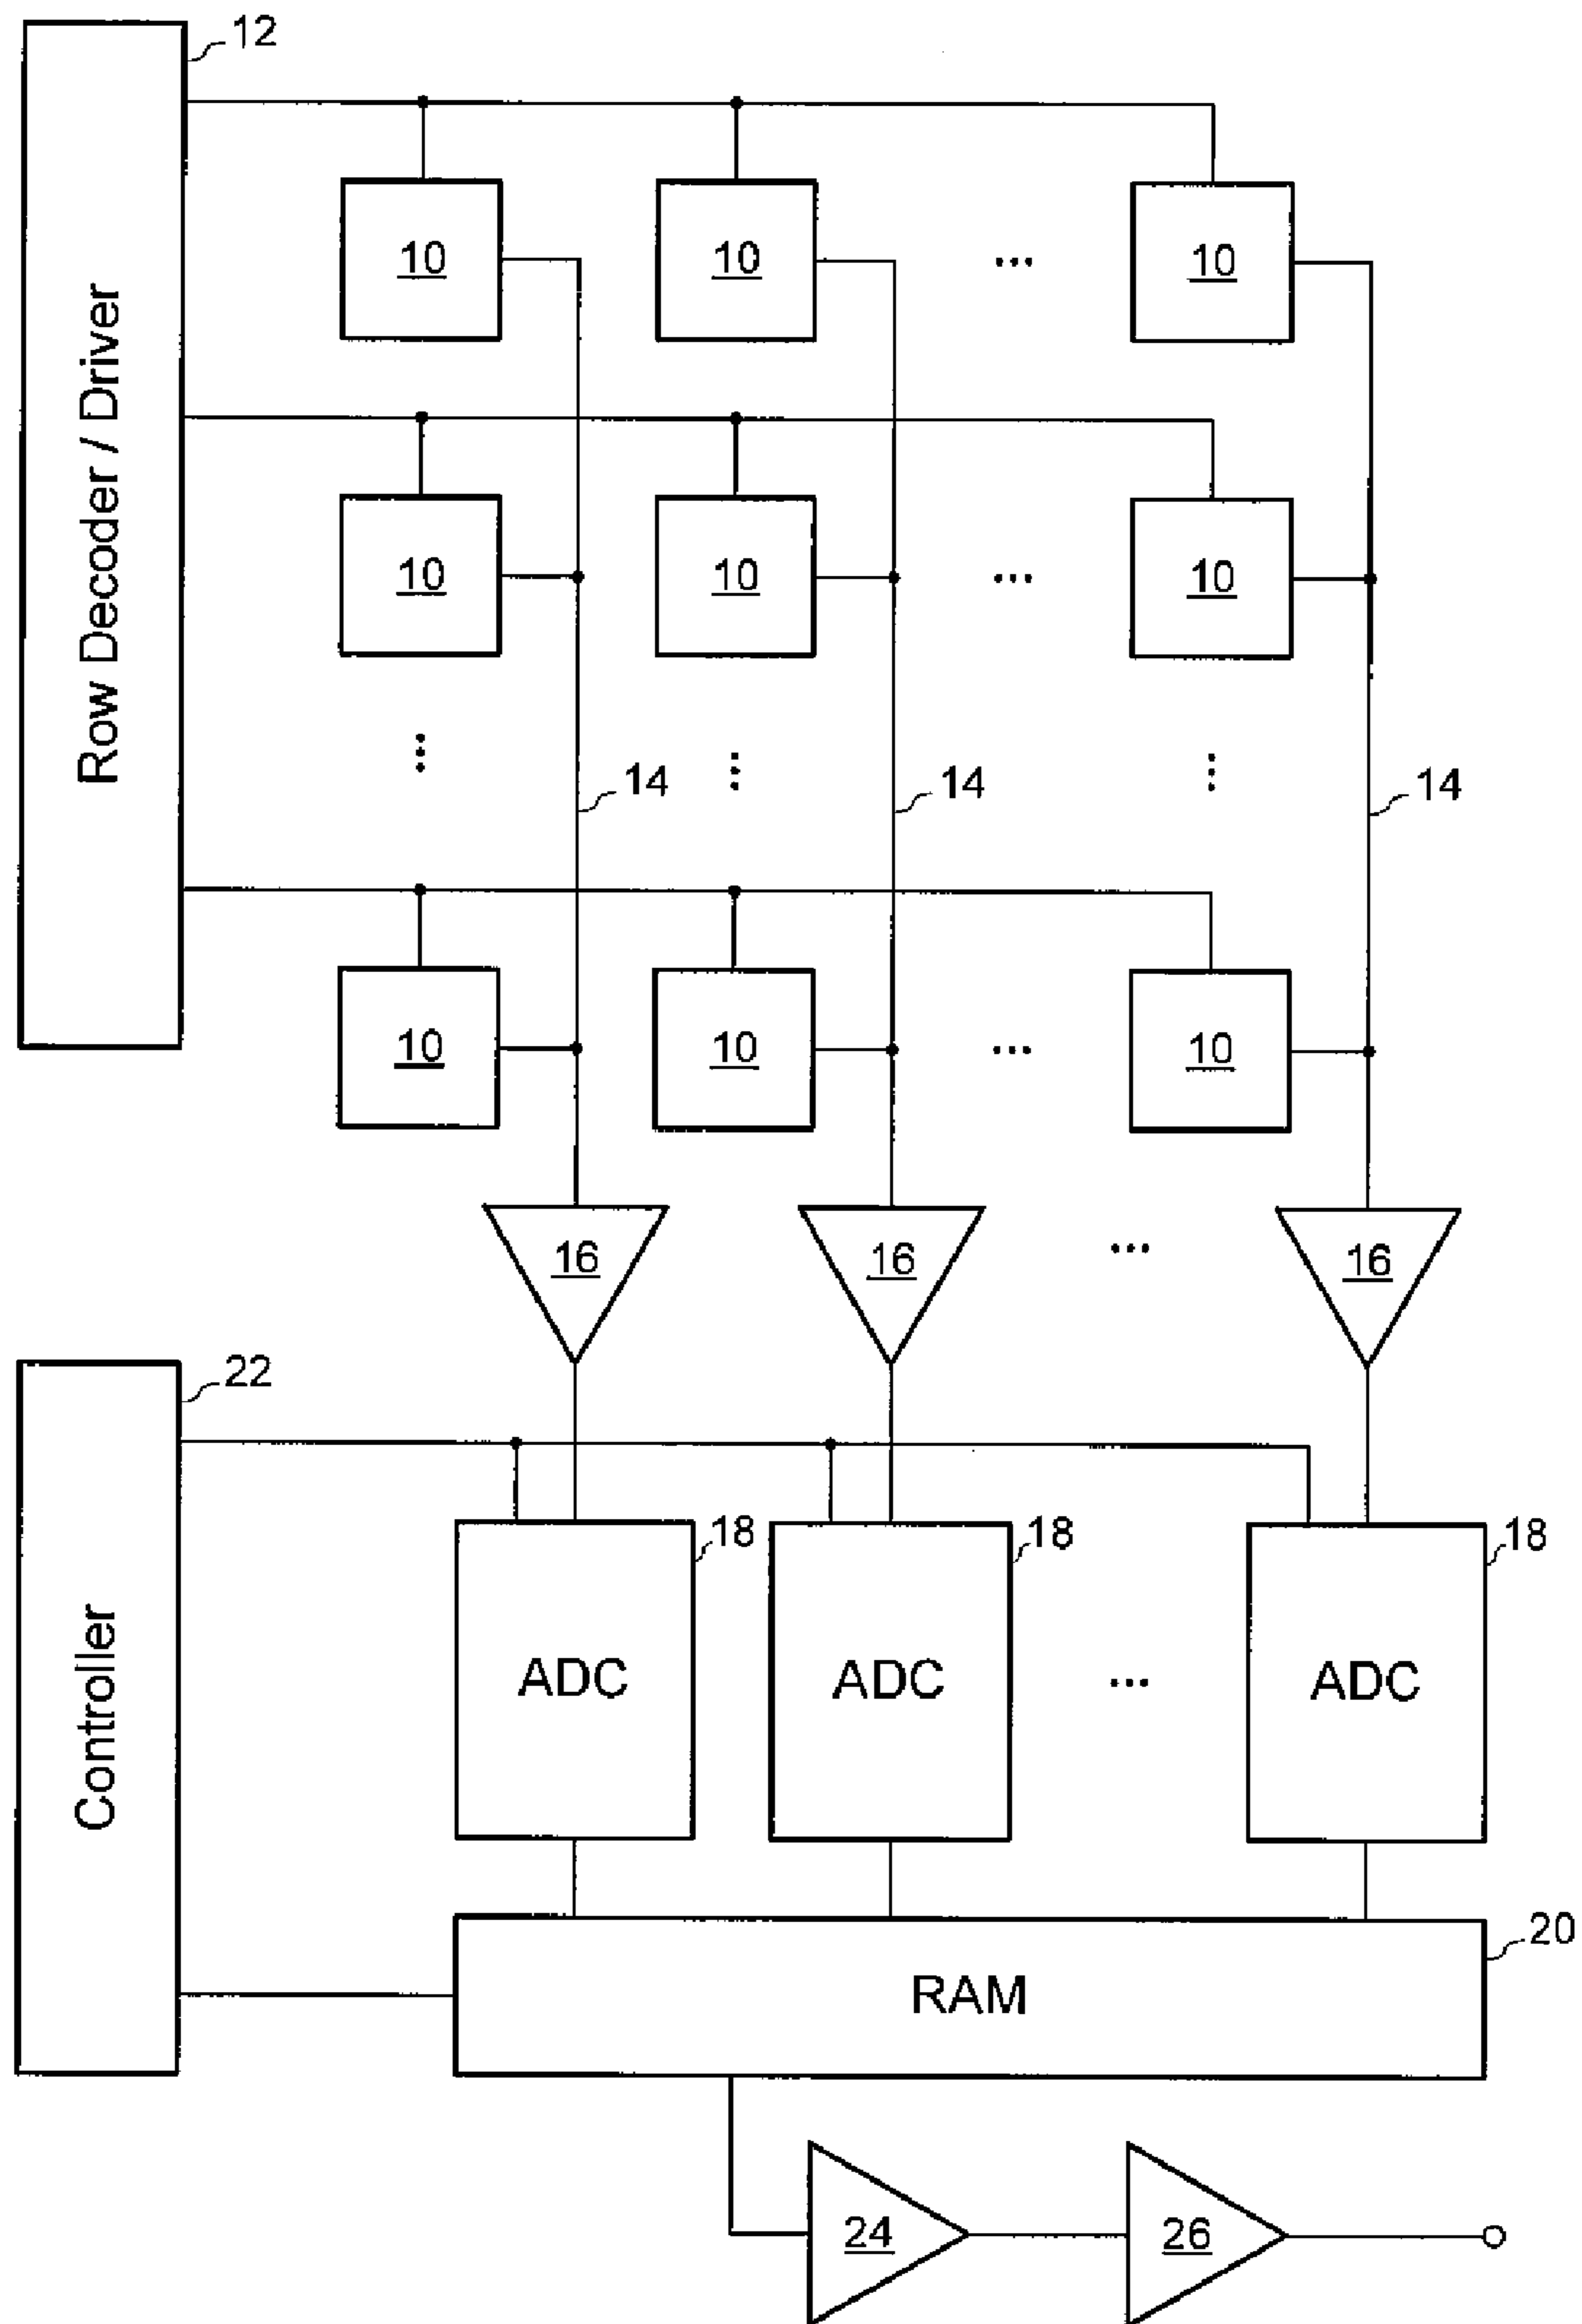 12
10 10 ... 10
Row Decoder / Driver
10 10 ... 10
14 14 14
10 10 ... 10
16 16 ... 16
22
18 18 18
Controller
ADC ADC ... ADC
20
RAM
24 26